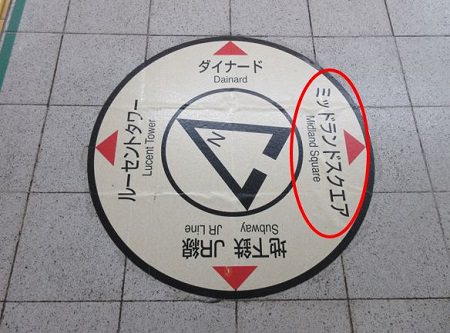 ダイナード
Dainard
ミッドランドスクエア
Midland Square
地下鉄 JR線
Subway JR Line
ルーセントタワー
Lucent Tower
N